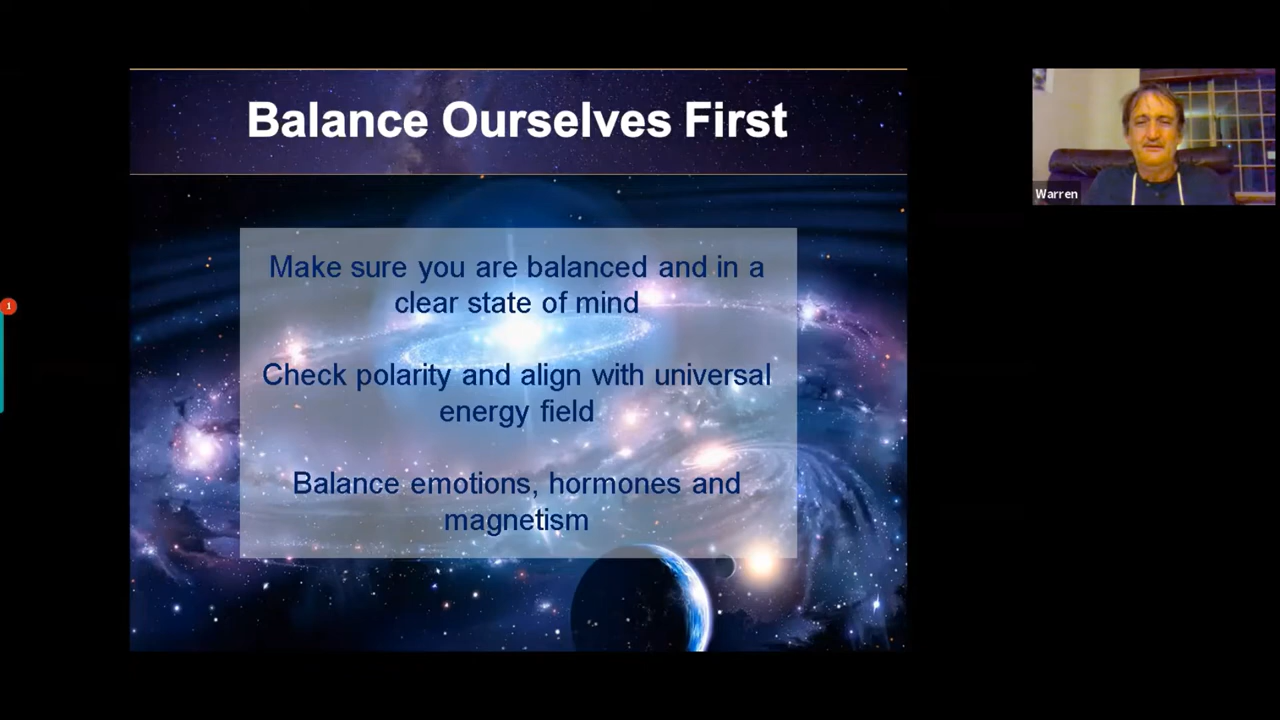 Balance Ourselves First
Make sure you are balanced and in a
clear state of mind
Check polarity and align with universal
energy field
Balance emotions, hormones and
magnetism
Warren
1